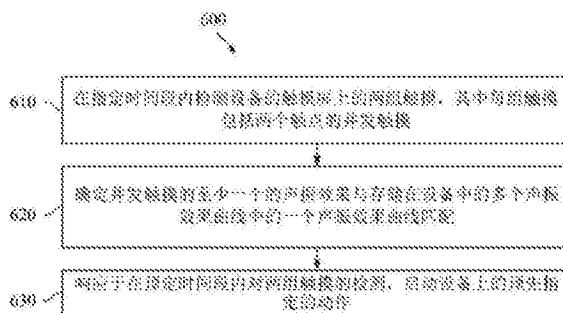 600
610
在指定时间段内检测设备的触摸屏上的两组触摸，其中每组触摸
包括两个触点的并发触摸
620
确定并发触摸的至少一个的声振效果与存储在设备中的多个声振
效果曲线中的一个声振效果曲线匹配
630
响应于在指定时间段内对两组触摸的检测，启动设备上的预先指
定的动作